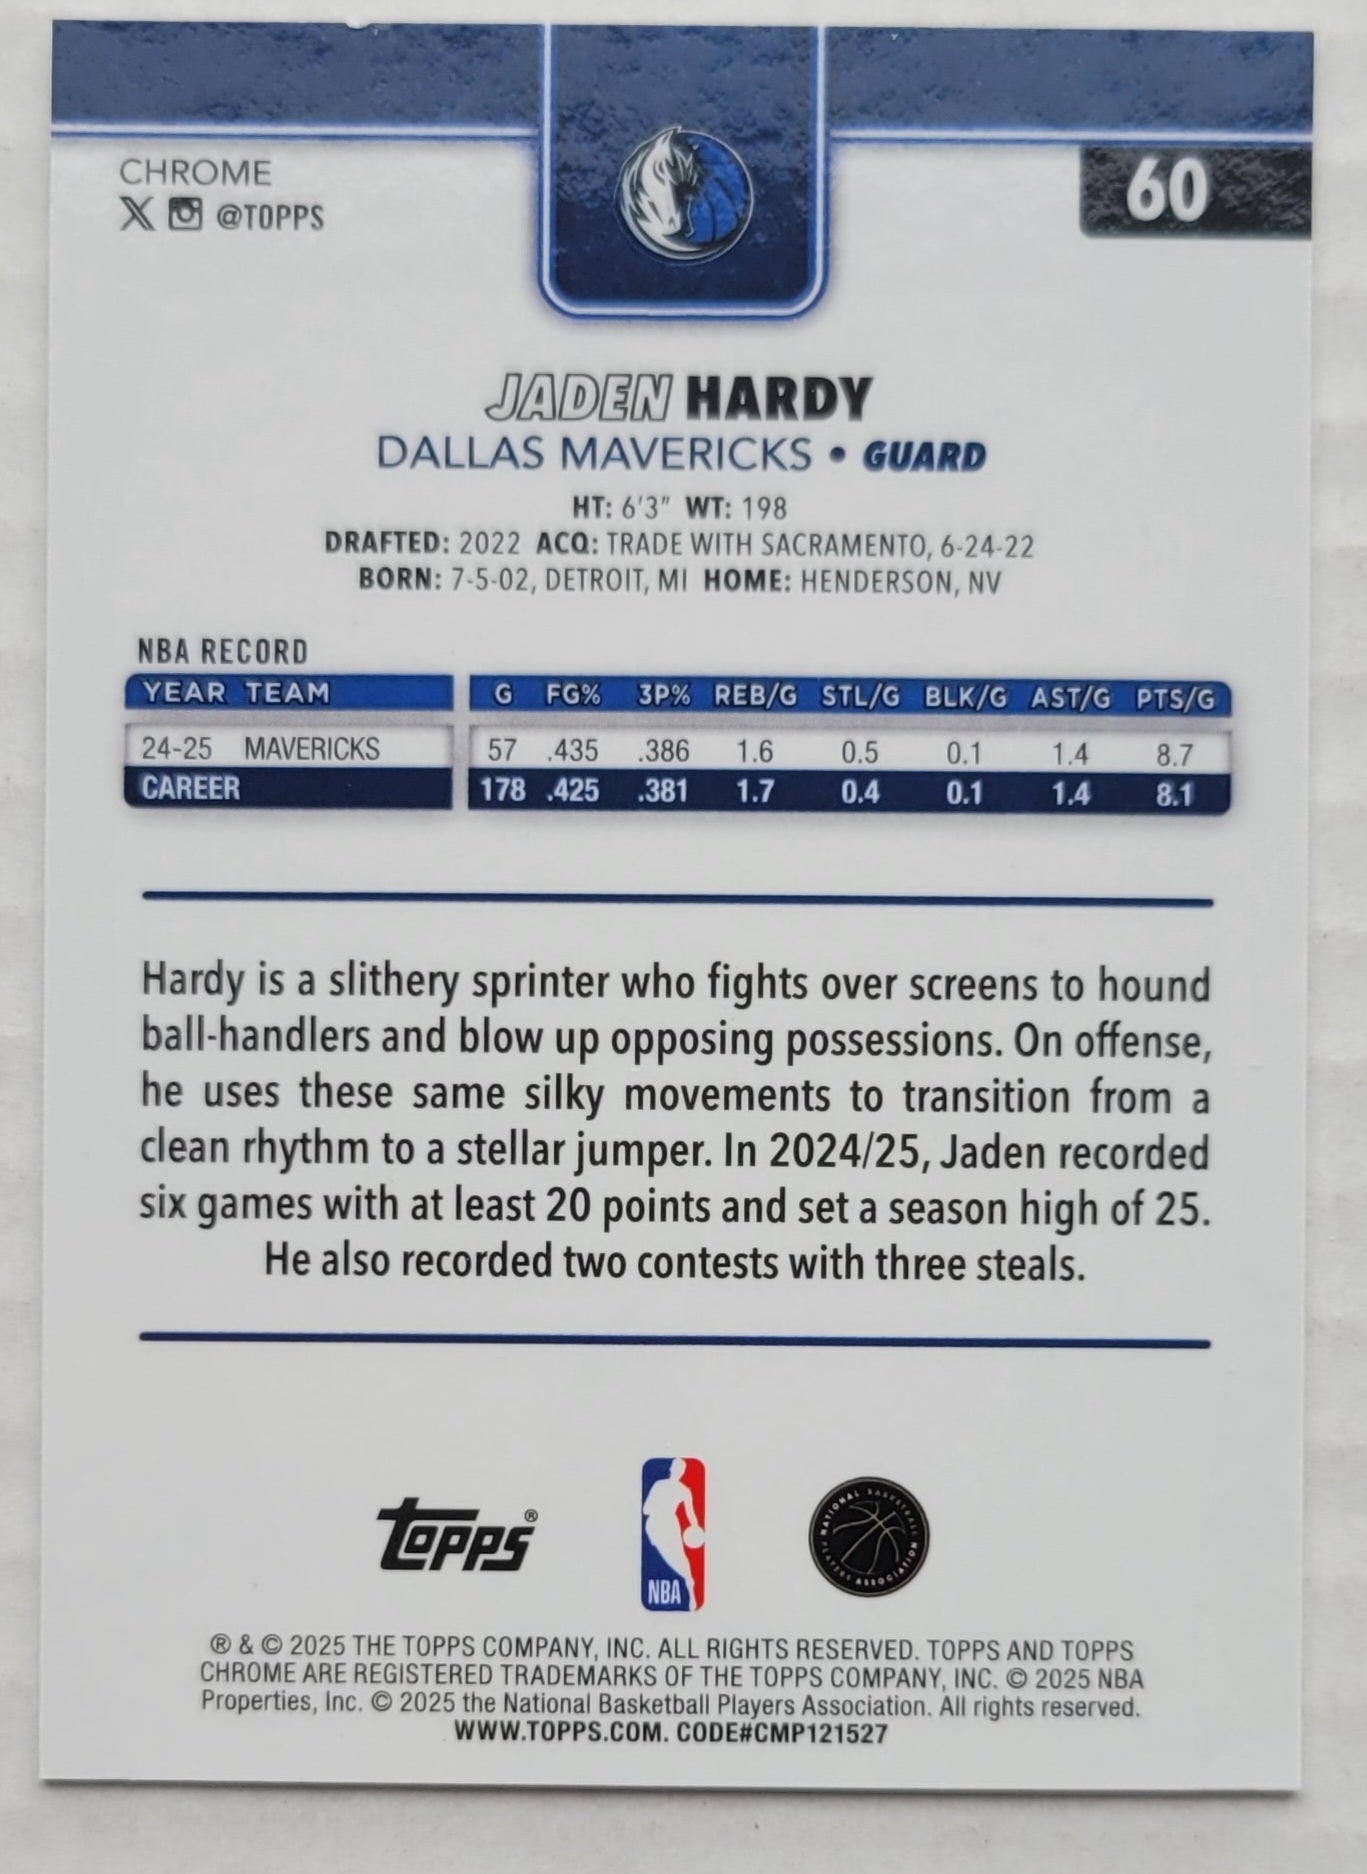 CHROME
@TOPPS
60
JADEN HARDY
DALLAS MAVERICKS • GUARD
HT: 6'3" WT: 198
DRAFTED: 2022 ACQ: TRADE WITH SACRAMENTO, 6-24-22
BORN: 7-5-02, DETROIT, MI HOME: HENDERSON, NV
NBA RECORD
YEAR TEAM G FG% 3P% REB/G STL/G BLK/G AST/G PTS/G
24-25 MAVERICKS 57 .435 .386 1.6 0.5 0.1 1.4 8.7
CAREER 178 .425 .381 1.7 0.4 0.1 1.4 8.1
Hardy is a slithery sprinter who fights over screens to hound
ball-handlers and blow up opposing possessions. On offense,
he uses these same silky movements to transition from a
clean rhythm to a stellar jumper. In 2024/25, Jaden recorded
six games with at least 20 points and set a season high of 25.
He also recorded two contests with three steals.
TOPPS®
NBA
NATIONAL BASKETBALL PLAYERS ASSOCIATION
® & © 2025 THE TOPPS COMPANY, INC. ALL RIGHTS RESERVED. TOPPS AND TOPPS
CHROME ARE REGISTERED TRADEMARKS OF THE TOPPS COMPANY, INC. © 2025 NBA
Properties, Inc. © 2025 the National Basketball Players Association. All rights reserved.
WWW.TOPPS.COM. CODE#CMP121527